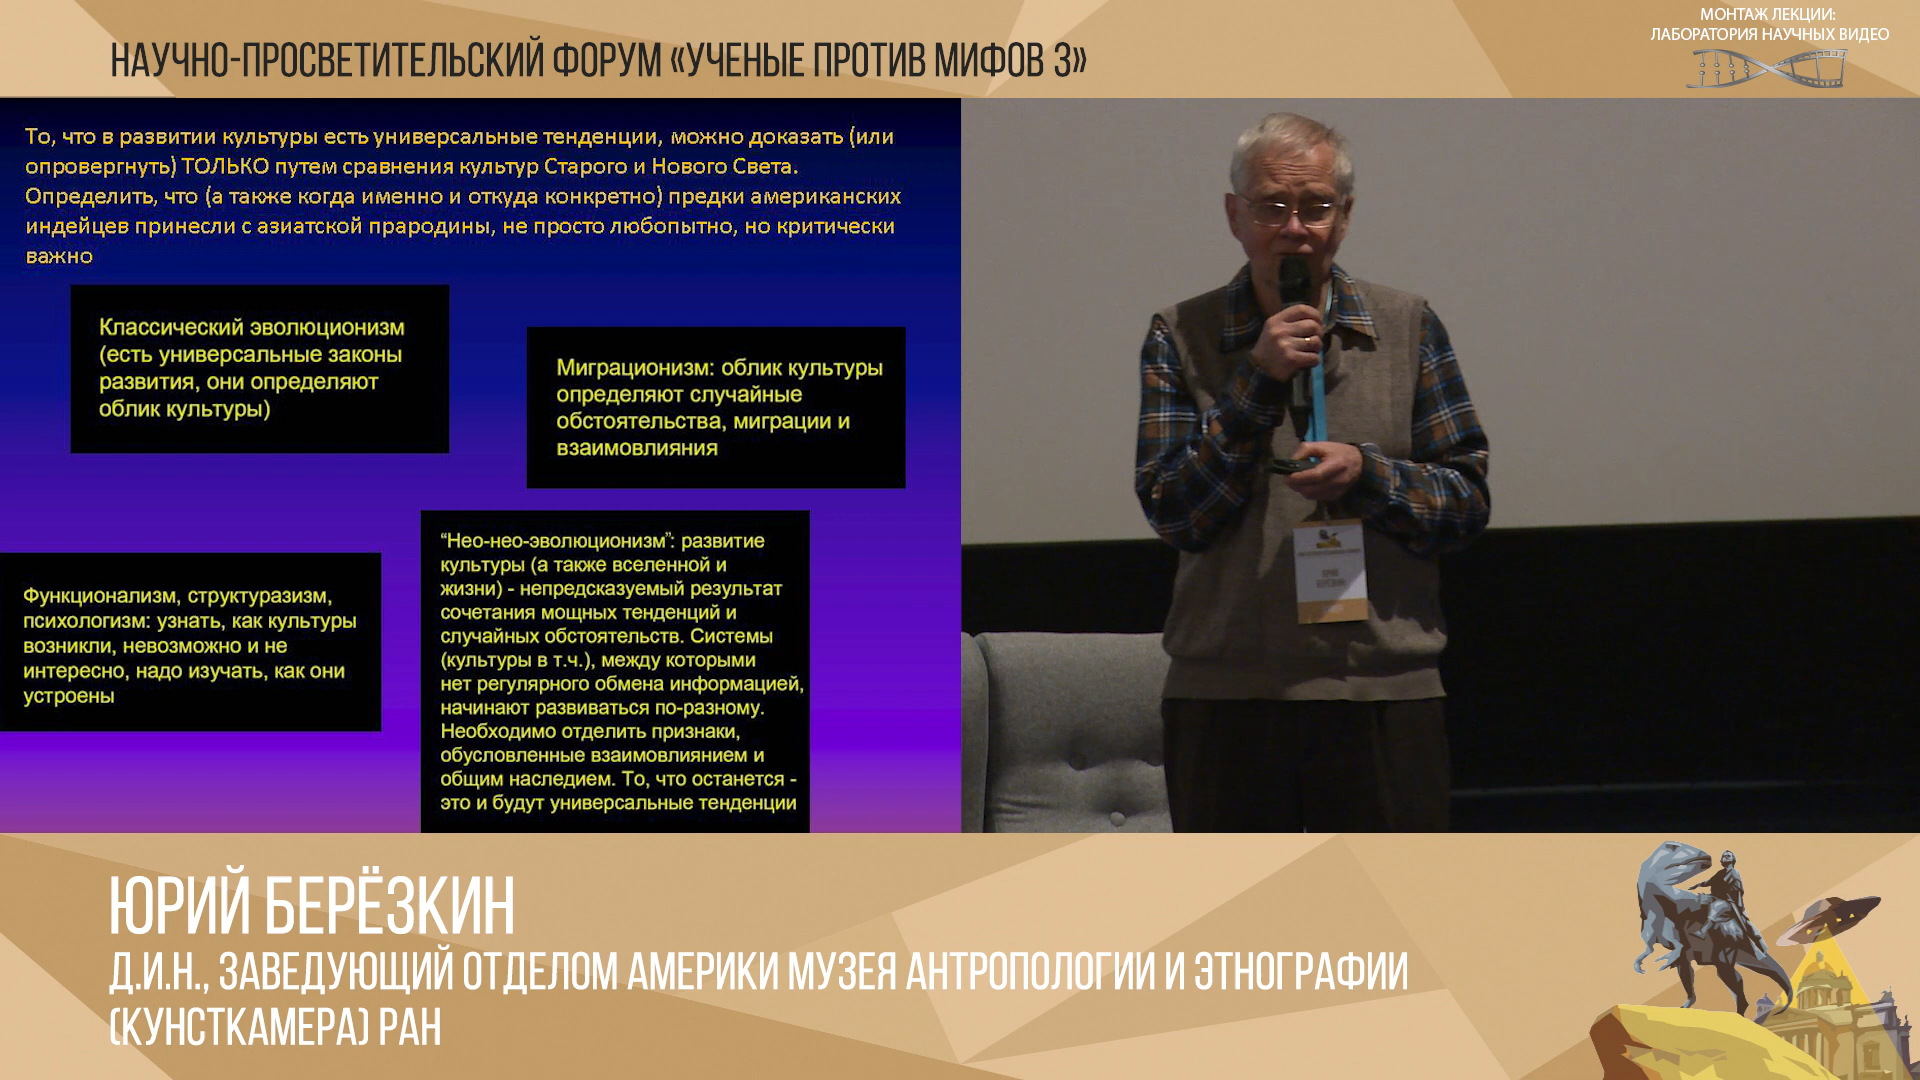 НАУЧНО-ПРОСВЕТИТЕЛЬСКИЙ ФОРУМ «УЧЕНЫЕ ПРОТИВ МИФОВ 3»
МОНТАЖ ЛЕКЦИИ:
ЛАБОРАТОРИЯ НАУЧНЫХ ВИДЕО
То, что в развитии культуры есть универсальные тенденции, можно доказать (или
опровергнуть) ТОЛЬКО путем сравнения культур Старого и Нового Света.
Определить, что (а также когда именно и откуда конкретно) предки американских
индейцев принесли с азиатской прародины, не просто любопытно, но критически
важно
Классический эволюционизм
(есть универсальные законы
развития, они определяют
облик культуры)
Миграционизм: облик культуры
определяют случайные
обстоятельства, миграции и
взаимовлияния
Функционализм, структуразизм,
психологизм: узнать, как культуры
возникли, невозможно и не
интересно, надо изучать, как они
устроены
“Нео-нео-эволюционизм”: развитие
культуры (а также вселенной и
жизни) - непредсказуемый результат
сочетания мощных тенденций и
случайных обстоятельств. Системы
(культуры в т.ч.), между которыми
нет регулярного обмена информацией,
начинают развиваться по-разному.
Необходимо отделить признаки,
обусловленные взаимовлиянием и
общим наследием. То, что останется -
это и будут универсальные тенденции
ЮРИЙ
БЕРЁЗКИН
ЮРИЙ БЕРЁЗКИН
Д.И.Н., ЗАВЕДУЮЩИЙ ОТДЕЛОМ АМЕРИКИ МУЗЕЯ АНТРОПОЛОГИИ И ЭТНОГРАФИИ
(КУНСТКАМЕРА) РАН